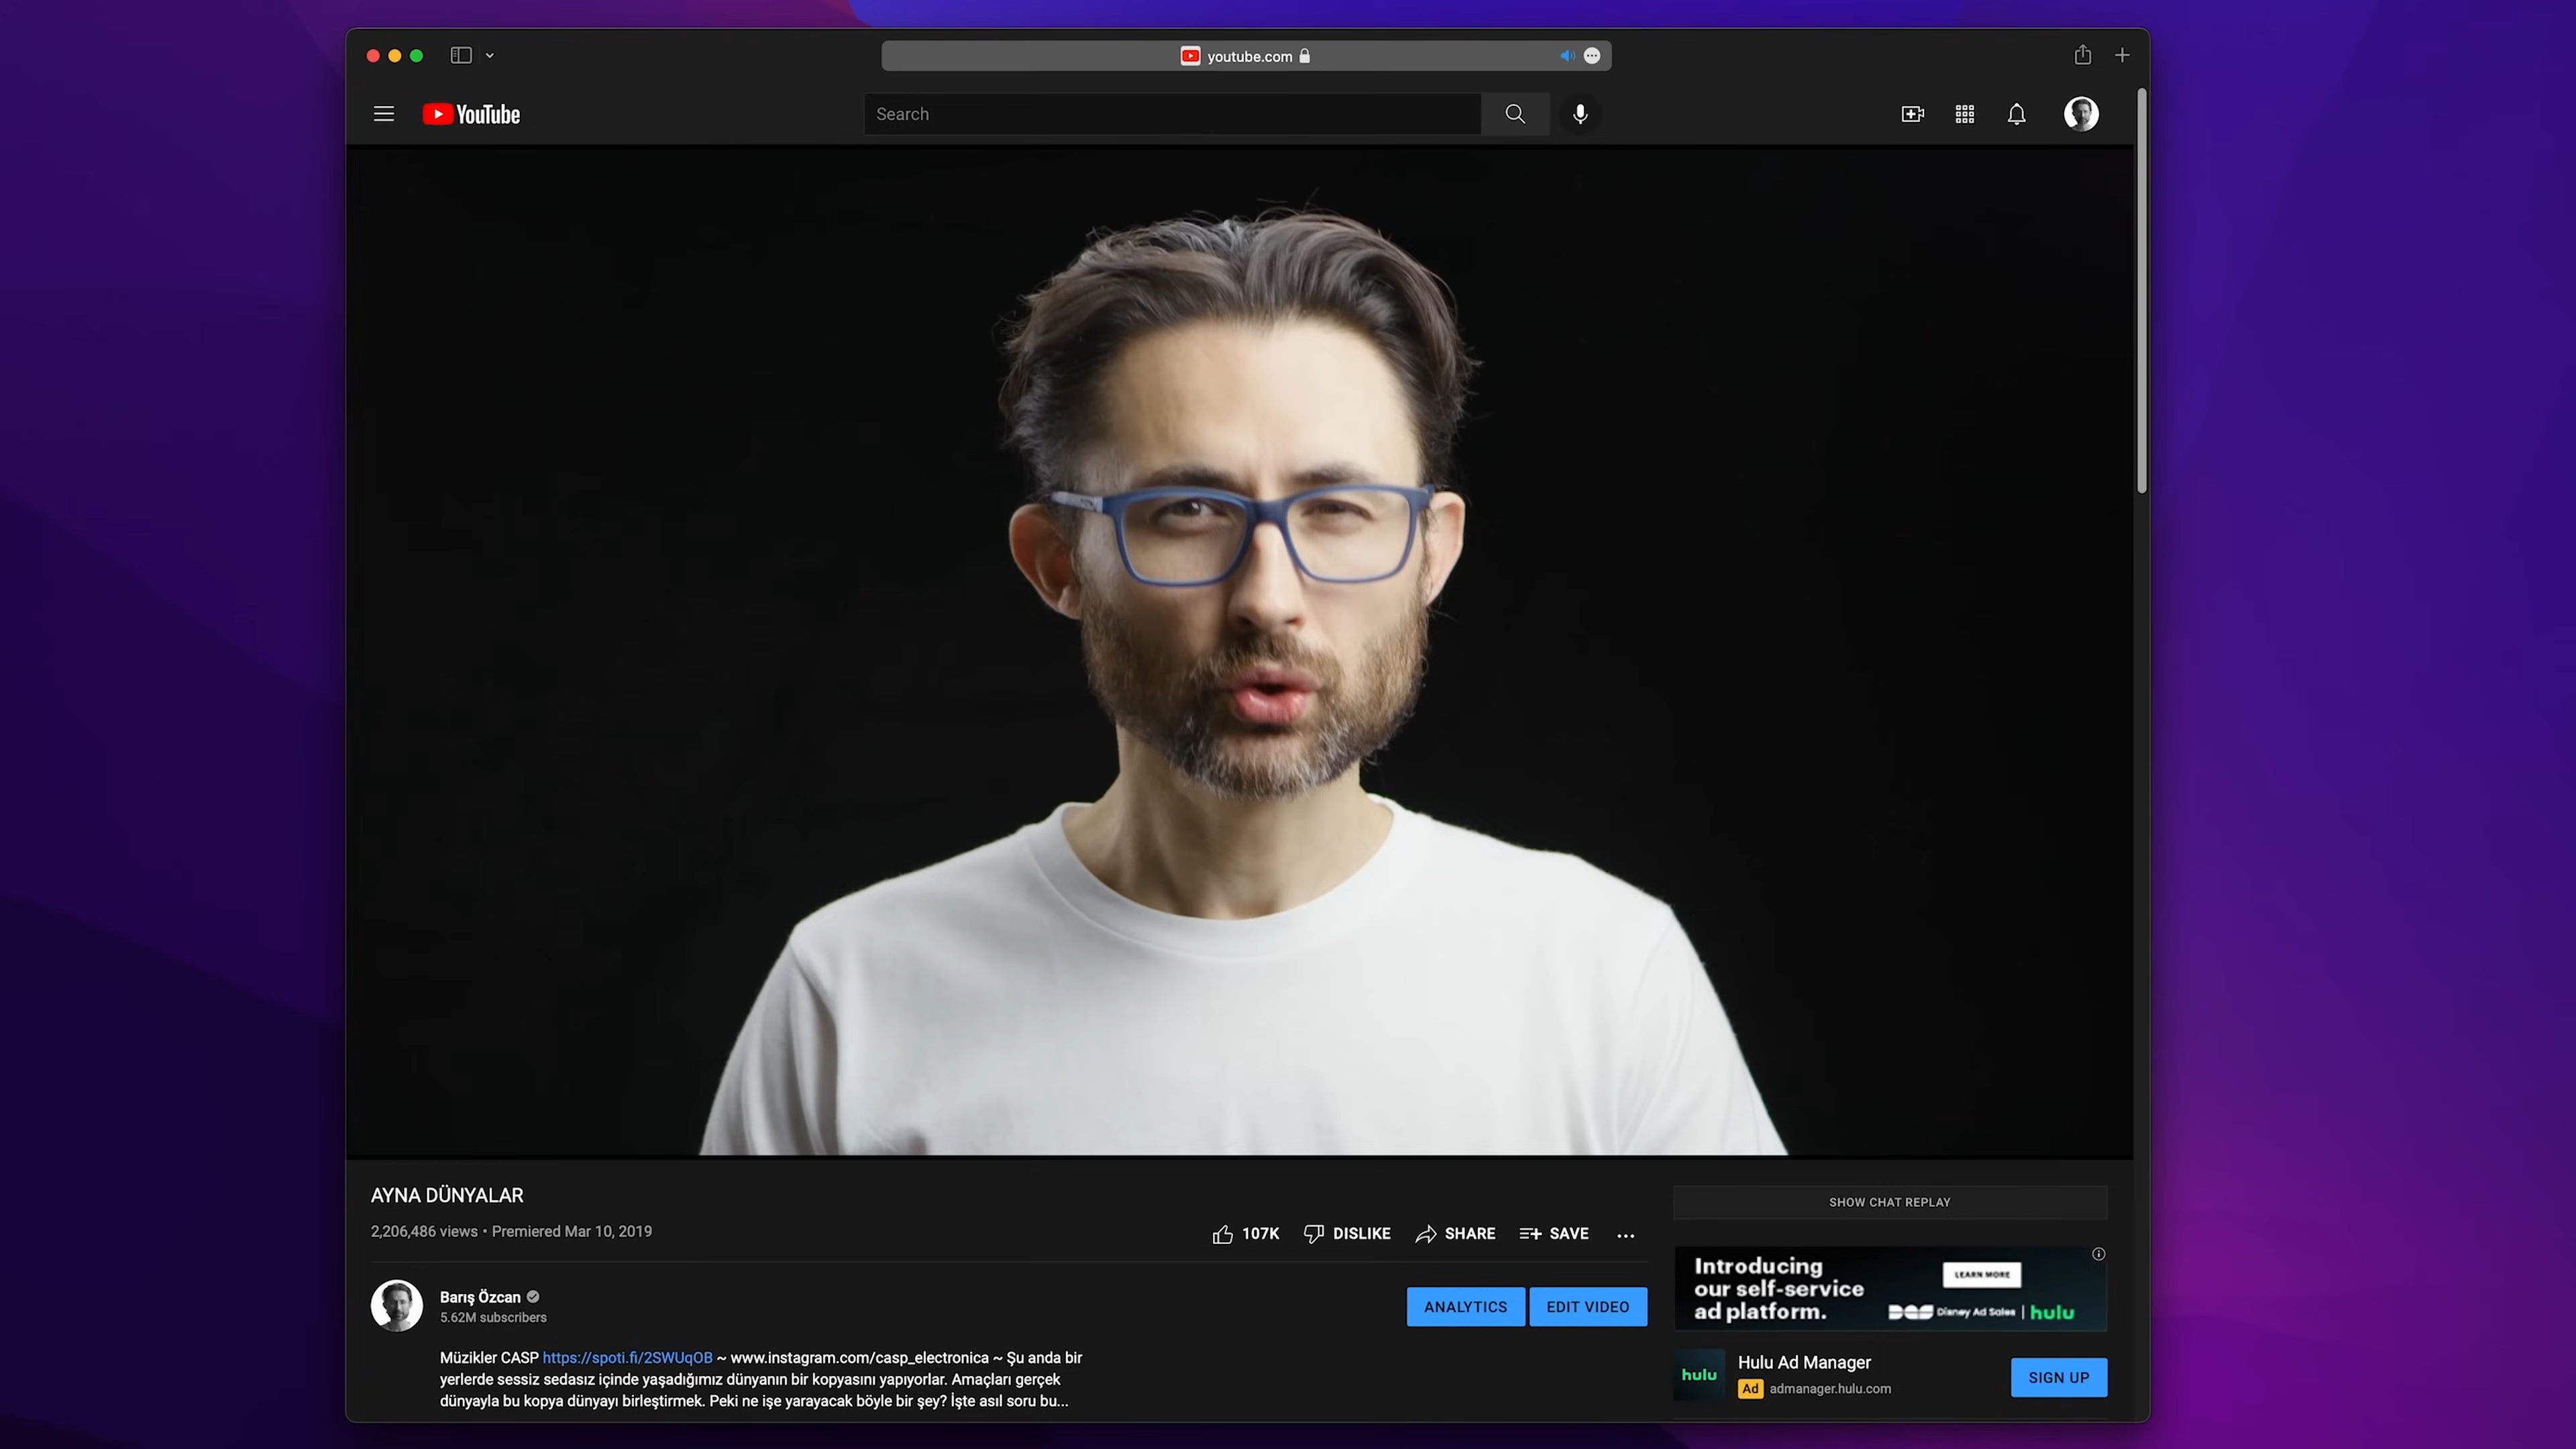 youtube.com
YouTube
Search
AYNA DÜNYALAR
2,206,486 views • Premiered Mar 10, 2019
107K
DISLIKE
SHARE
SAVE
SHOW CHAT REPLAY
Barış Özcan
5.62M subscribers
ANALYTICS
EDIT VIDEO
Müzikler CASP https://spoti.fi/2SWUqOB ~ www.instagram.com/casp_electronica ~ Şu anda bir
yerlerde sessiz sedasız içinde yaşadığımız dünyanın bir kopyasını yapıyorlar. Amaçları gerçek
dünyayla bu kopya dünyayı birleştirmek. Peki ne işe yarayacak böyle bir şey? İşte asıl soru bu...
Introducing
our self-service
ad platform.
LEARN MORE
Disney Ad Sales | hulu
hulu
Hulu Ad Manager
Ad admanager.hulu.com
SIGN UP